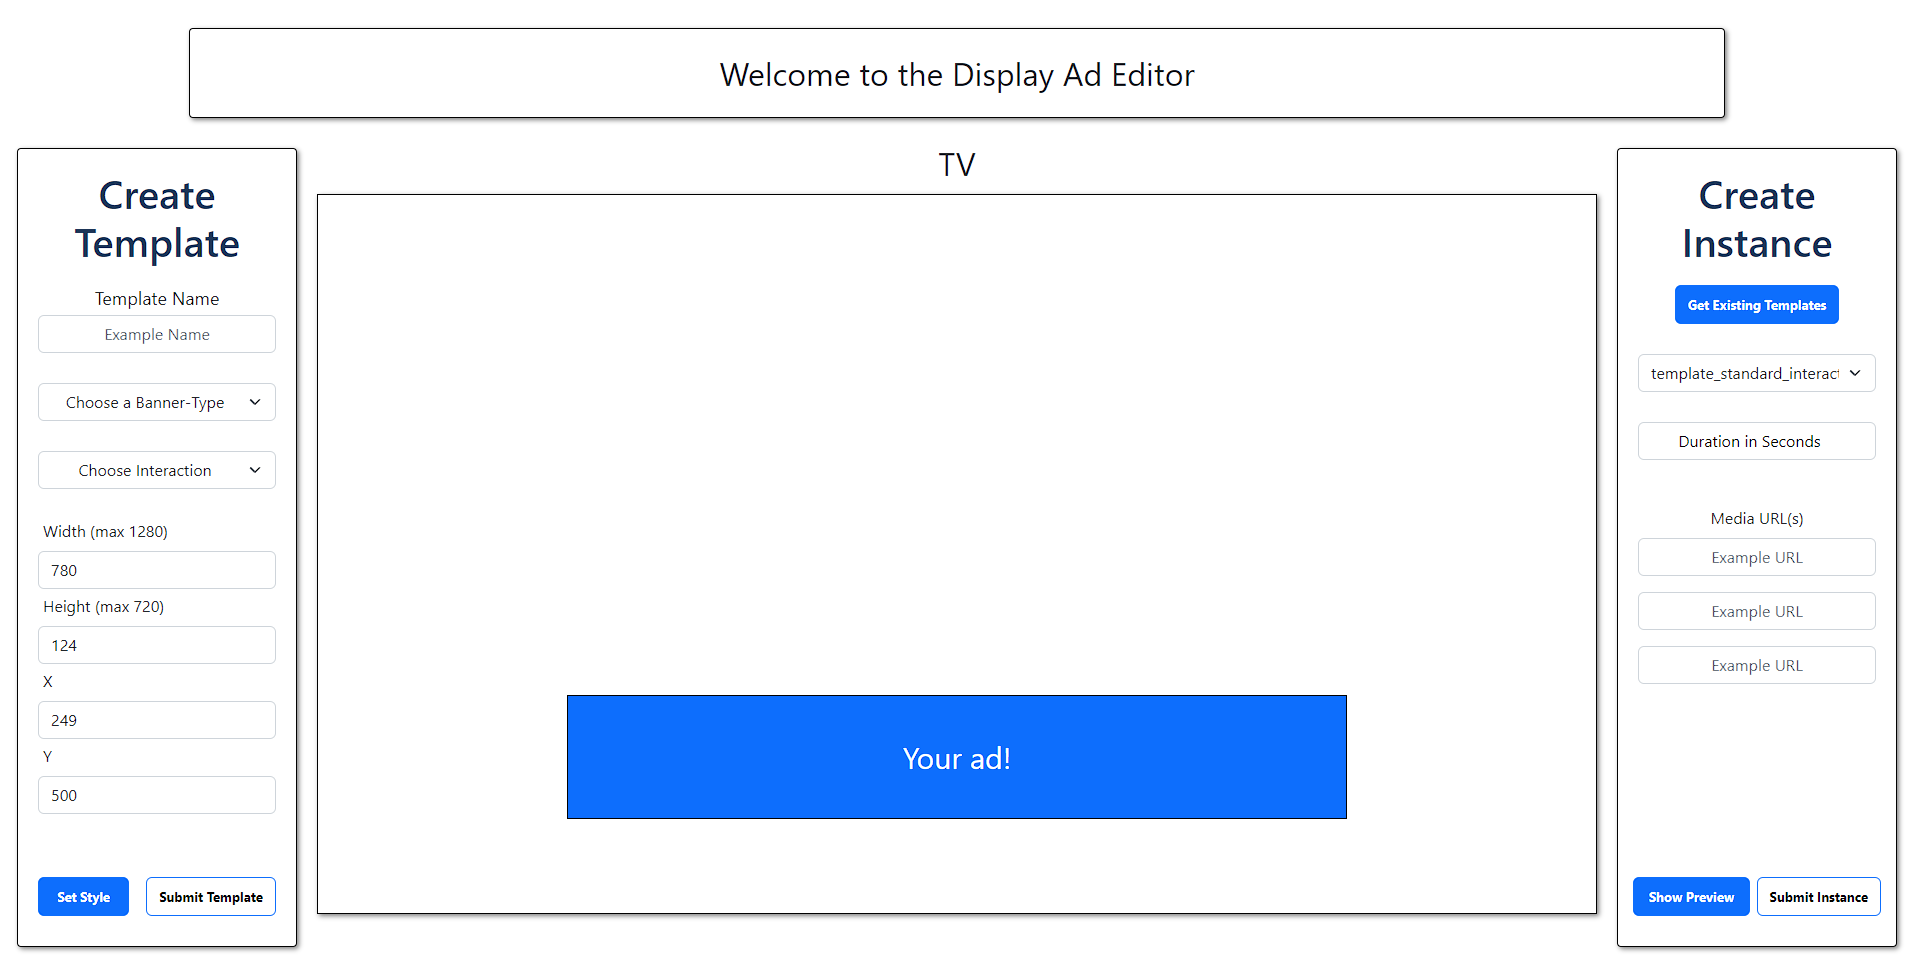 Welcome to the Display Ad Editor
Create
Template
Template Name
Example Name
Choose a Banner-Type
Choose Interaction
Width (max 1280)
780
Height (max 720)
124
X
249
Y
500
Set Style
Submit Template
TV
Your ad!
Create
Instance
Get Existing Templates
template_standard_interact
Duration in Seconds
Media URL(s)
Example URL
Example URL
Example URL
Show Preview
Submit Instance